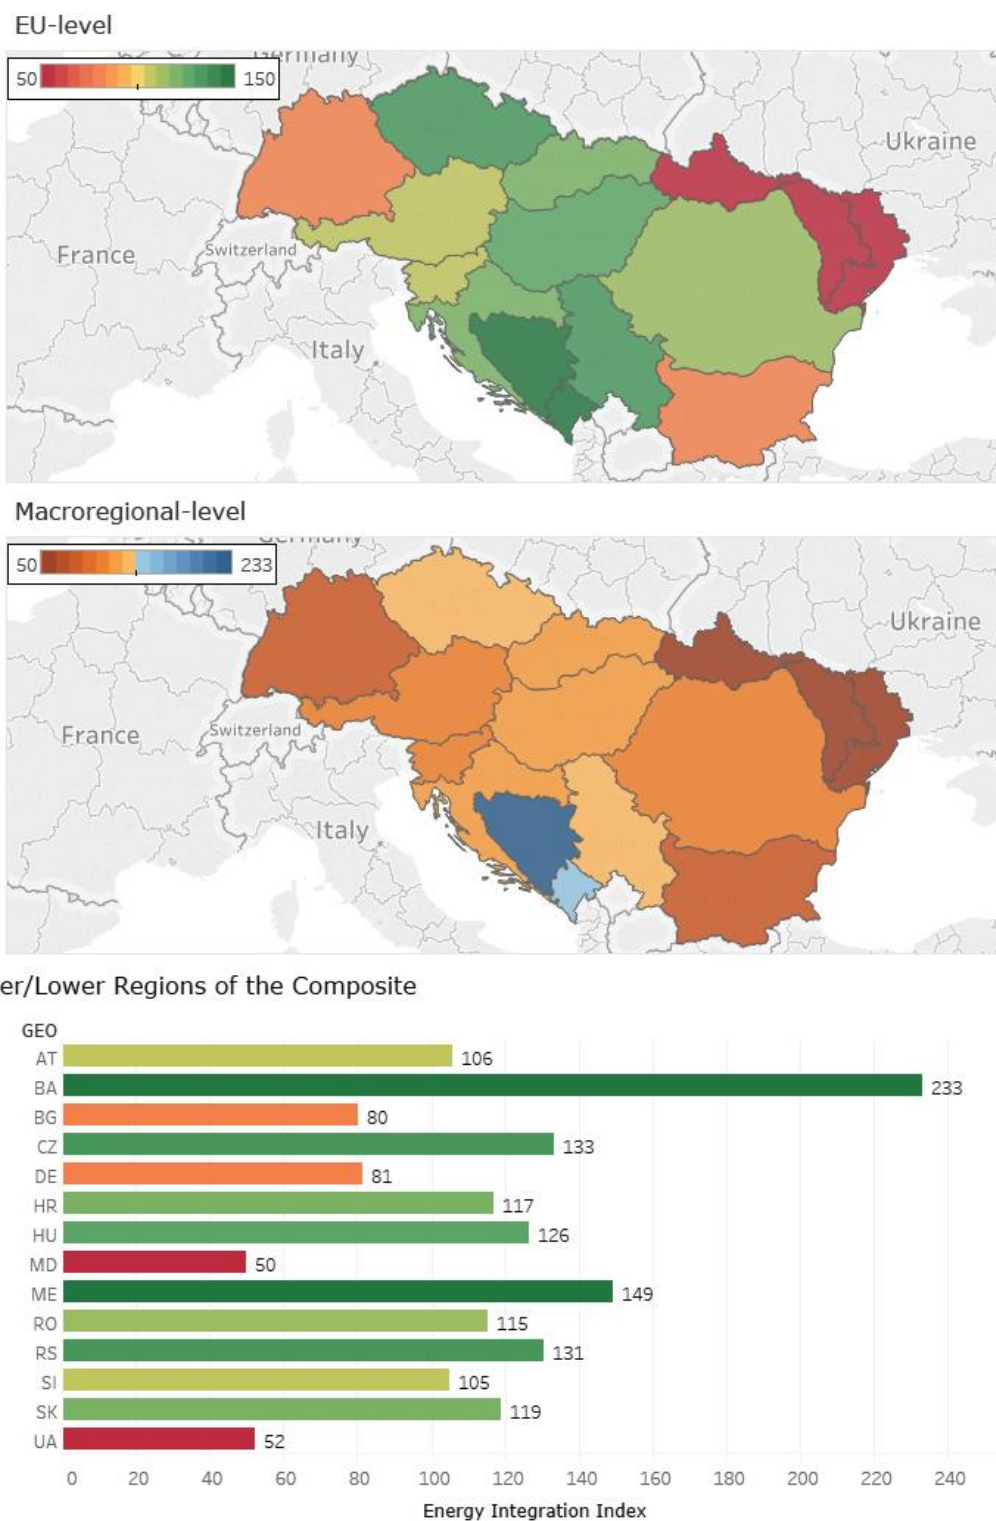 EU-level
Germany
50 150
Ukraine
France
Switzerland
Italy
Macroregional-level
Germany
50 233
Ukraine
France
Switzerland
Italy
er/Lower Regions of the Composite
GEO
AT 106
BA 233
BG 80
CZ 133
DE 81
HR 117
HU 126
MD 50
ME 149
RO 115
RS 131
SI 105
SK 119
UA 52
0 20 40 60 80 100 120 140 160 180 200 220 240
Energy Integration Index